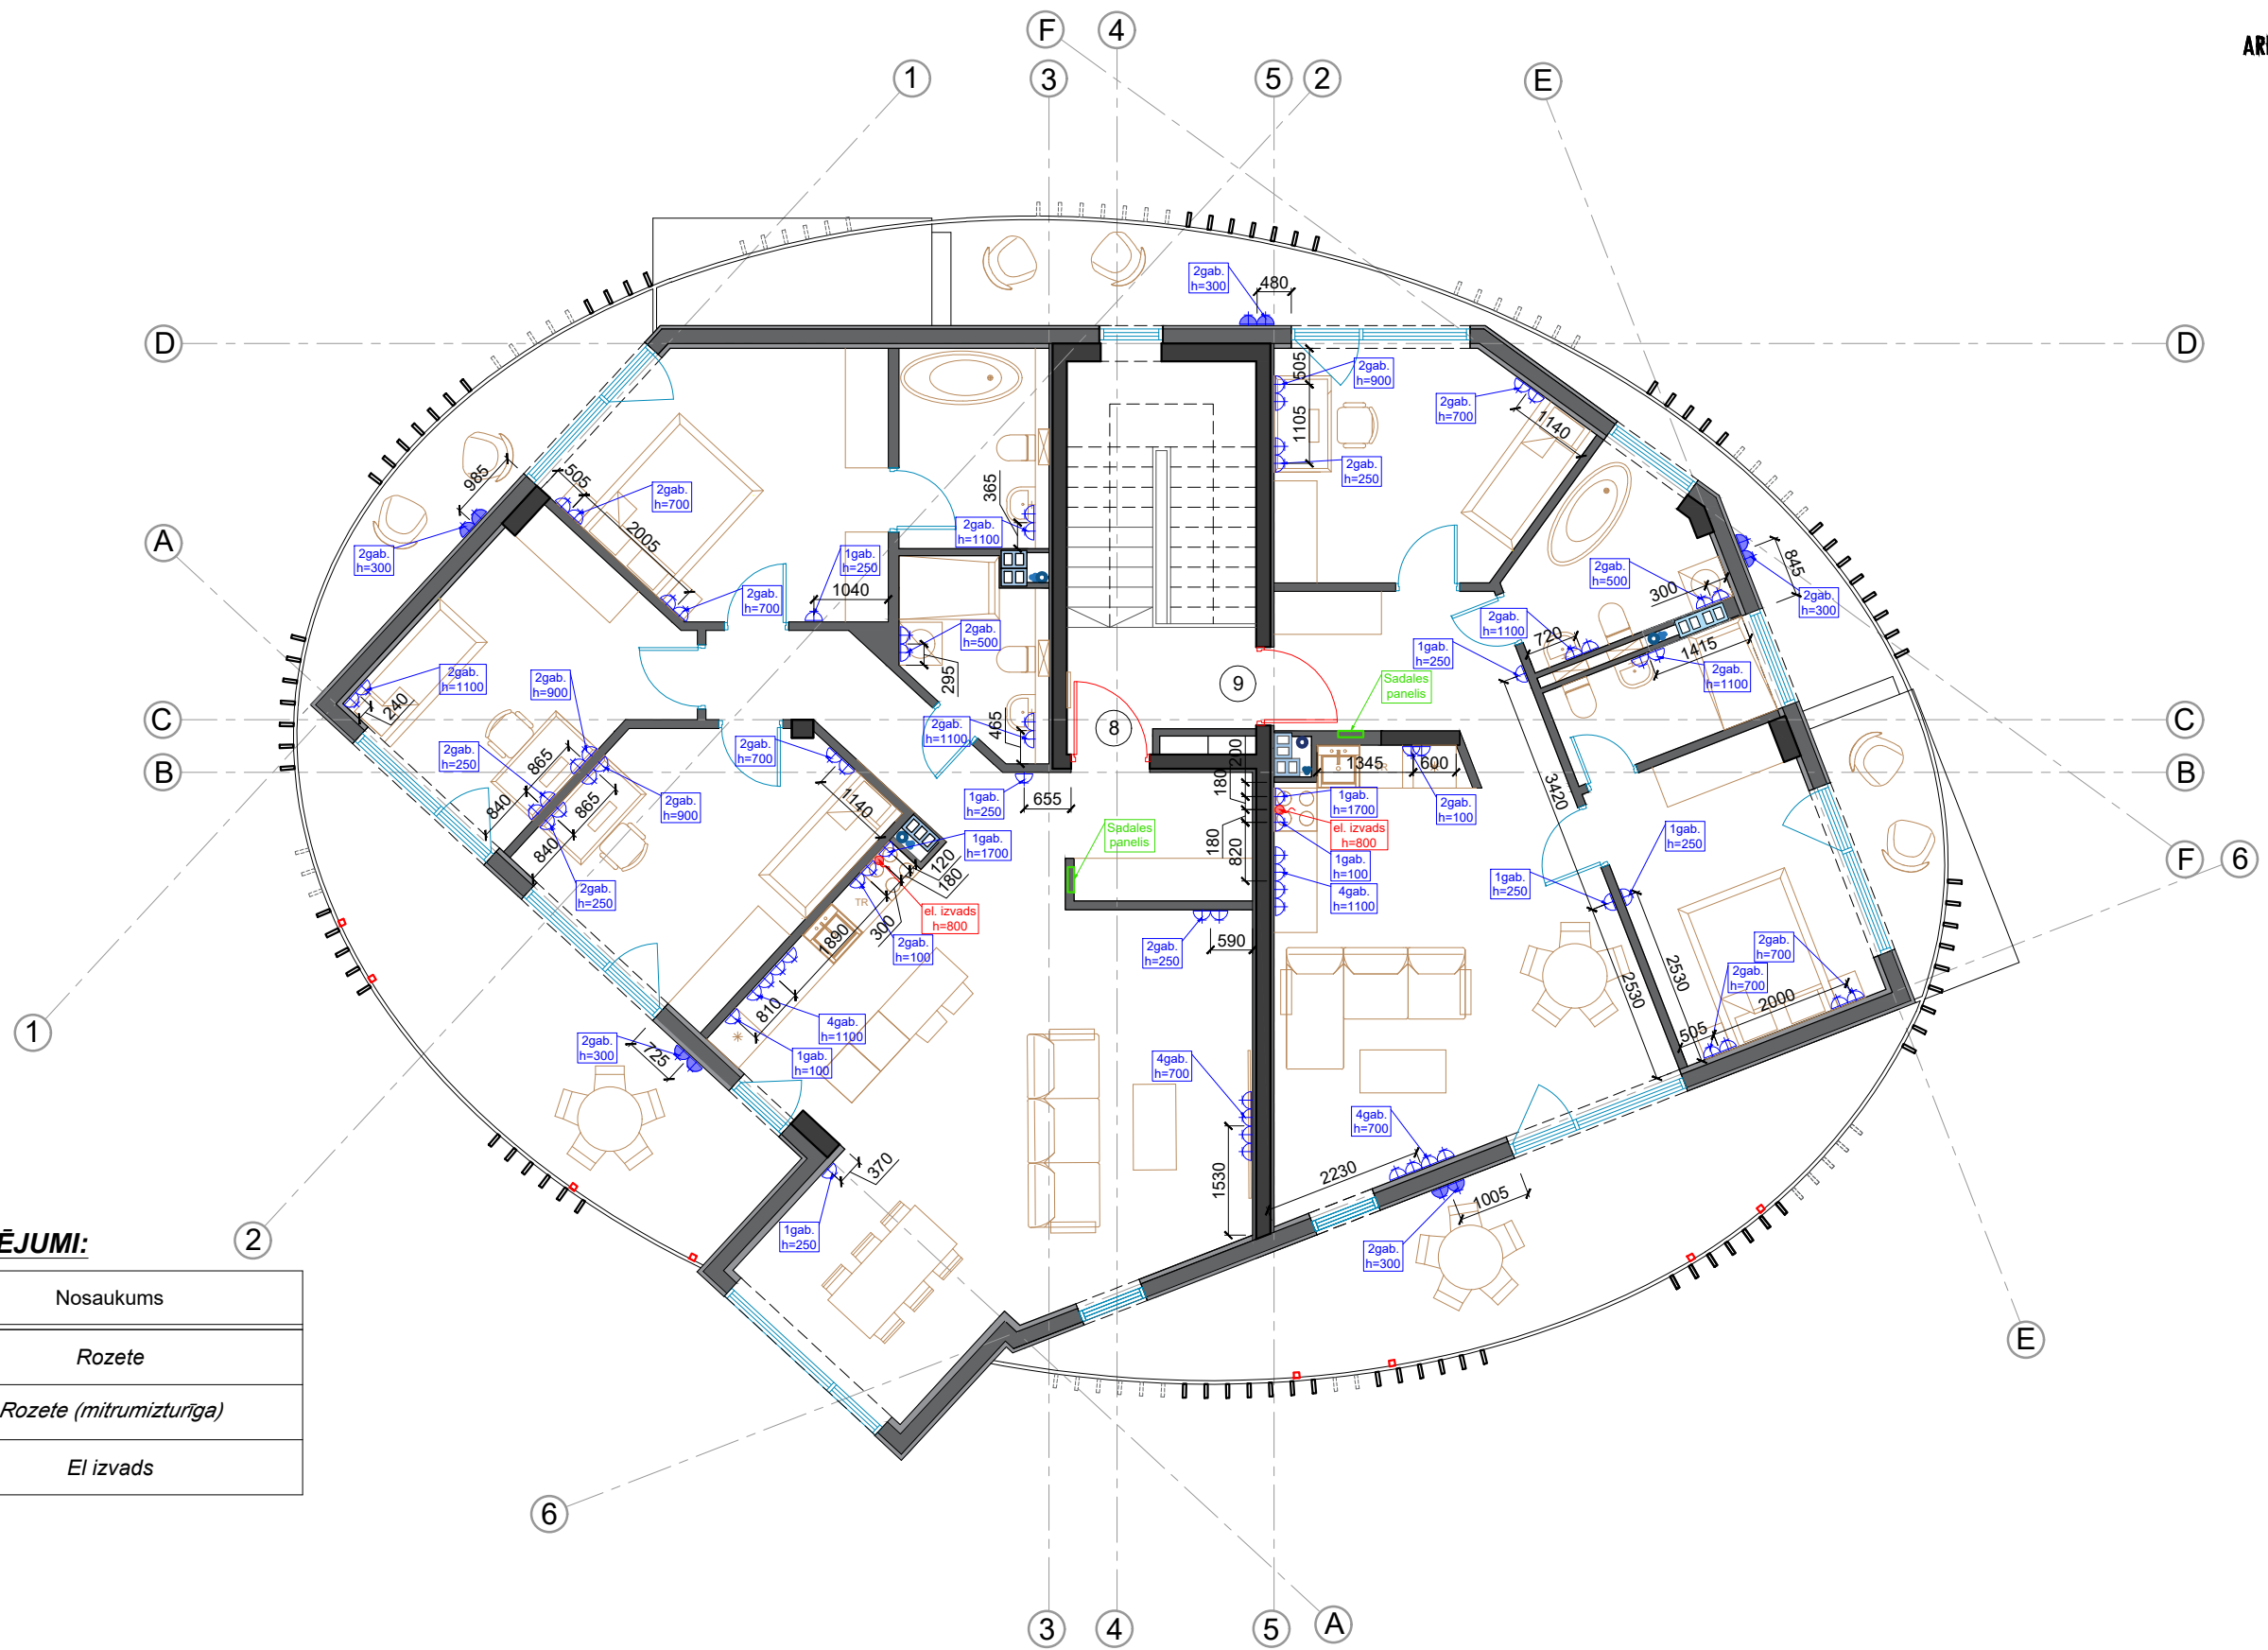 F
4
AR
1
3
5
2
E
2gab.
h=300
480
D
D
505
2gab.
h=900
2gab.
h=700
1140
1105
2gab.
h=250
985
505
2gab.
h=700
365
2005
2gab.
h=1100
A
2gab.
h=300
1gab.
h=250
1040
2gab.
h=700
2gab.
h=500
845
300
2gab.
h=300
2gab.
h=500
295
2gab.
h=1100
720
1gab.
h=250
1415
2gab.
h=1100
2gab.
h=1100
240
2gab.
h=900
9
Sadales
panelis
C
8
C
465
2gab.
h=1100
2gab.
h=700
2gab.
h=250
865
200
B
B
1345
TR
600
180
3420
840
865
2gab.
h=900
1140
655
1gab.
h=250
1gab.
h=1700
2gab.
h=100
Sadales
panelis
el. izvads
h=800
1gab.
h=250
180
820
1gab.
h=1700
840
120
180
1gab.
h=100
F
6
2gab.
h=250
1gab.
h=250
4gab.
h=1100
TR
300
el. izvads
h=800
1890
2gab.
h=100
590
2gab.
h=250
2gab.
h=700
2gab.
h=700
2530
2530
2000
810
4gab.
h=1100
1
505
2gab.
h=300
725
1gab.
h=100
4gab.
h=700
4gab.
h=700
370
2230
1530
1005
1gab.
h=250
2gab.
h=300
2
ĒJUMI:
Nosaukums
Rozete
Rozete (mitrumizturīga)
El izvads
E
6
3
4
5
A